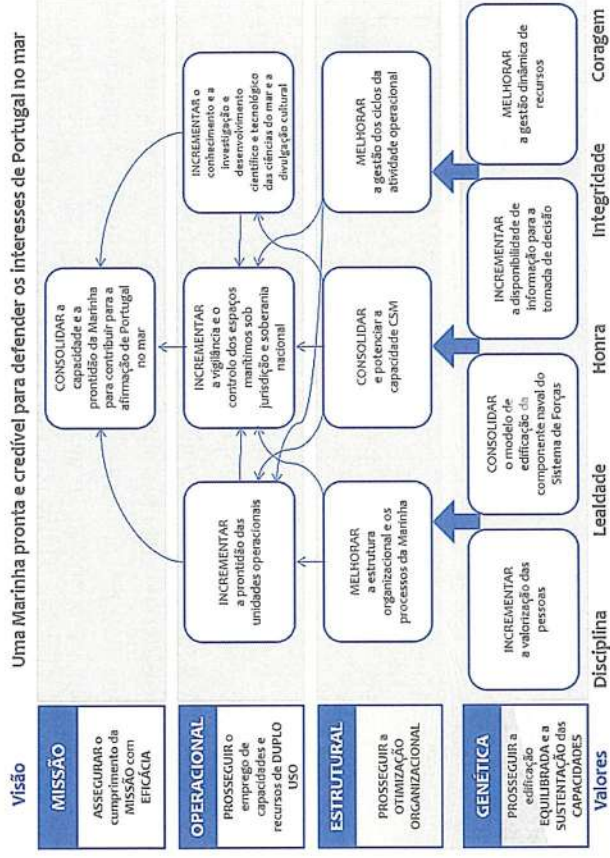 Visão
Uma Marinha pronta e credível para defender os interesses de Portugal no mar
MISSÃO
ASSEGURAR o
cumprimento da
MISSÃO com
EFICÁCIA
CONSOLIDAR a
capacidade e a
prontidão da Marinha
para contribuir para a
afirmação de Portugal
no mar
OPERACIONAL
PROSSEGUIR o
emprego de
capacidades e
recursos de DUPLO
USO
INCREMENTAR
a prontidão das
unidades operacionais
INCREMENTAR
a vigilância e o
controlo dos espaços
marítimos sob
jurisdição e soberania
nacional
INCREMENTAR o
conhecimento e a
investigação e
desenvolvimento
científico e tecnológico
das ciências do mar e a
divulgação cultural
ESTRUTURAL
PROSSEGUIR a
OTIMIZAÇÃO
ORGANIZACIONAL
MELHORAR
a estrutura
organizacional e os
processos da Marinha
CONSOLIDAR
e potenciar a
capacidade CSM
MELHORAR
a gestão dos ciclos da
atividade operacional
GENÉTICA
PROSSEGUIR a
edificação
EQUILIBRADA e a
SUSTENTAÇÃO das
CAPACIDADES
INCREMENTAR
a valorização das
pessoas
CONSOLIDAR
o modelo de
edificação da
componente naval do
Sistema de Forças
INCREMENTAR
a disponibilidade de
informação para a
tomada de decisão
MELHORAR
a gestão dinâmica de
recursos
Valores
Disciplina
Lealdade
Honra
Integridade
Coragem